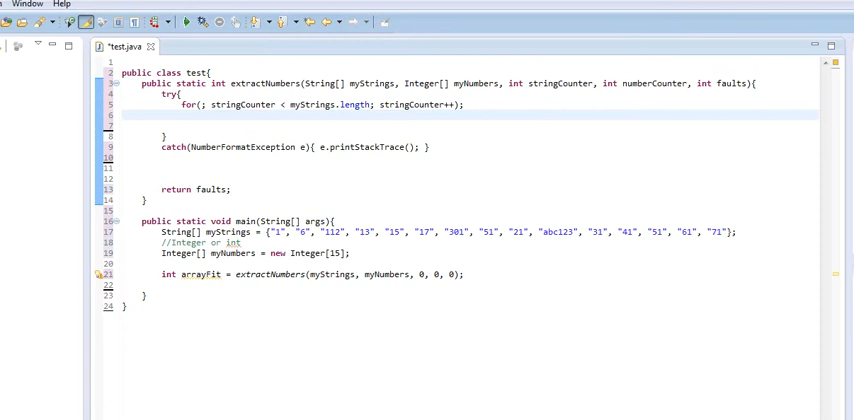 Window Help
*test.java
1
2 public class test{
3 public static int extractNumbers(String[] myStrings, Integer[] myNumbers, int stringCounter, int numberCounter, int faults){
4 try{
5 for(; stringCounter < myStrings.length; stringCounter++);
6
7
8 }
9 catch(NumberFormatException e){ e.printStackTrace(); }
10
11
12
13 return faults;
14 }
15
16 public static void main(String[] args){
17 String[] myStrings = {"1", "6", "112", "13", "15", "17", "301", "51", "21", "abc123", "31", "41", "51", "61", "71"};
18 //Integer or int
19 Integer[] myNumbers = new Integer[15];
20
21 int arrayFit = extractNumbers(myStrings, myNumbers, 0, 0, 0);
22
23 }
24 }